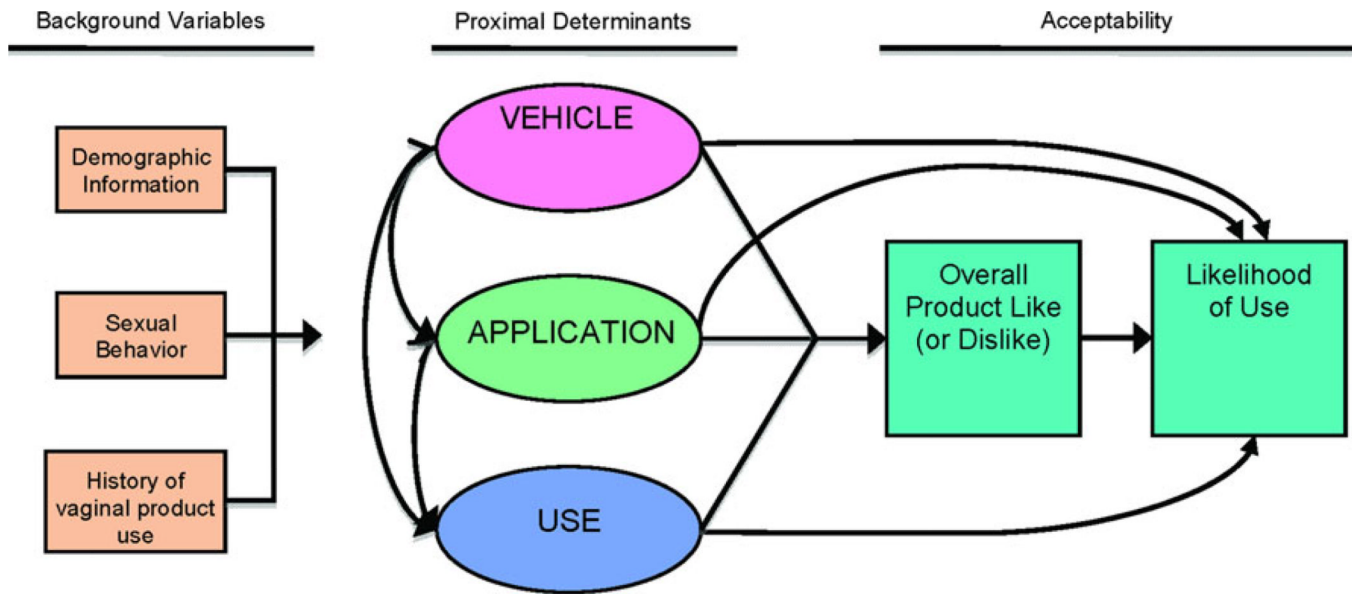 Background Variables
Proximal Determinants
Acceptability
Demographic
Information
Sexual
Behavior
History of
vaginal product
use
VEHICLE
APPLICATION
USE
Overall
Product Like
(or Dislike)
Likelihood
of Use